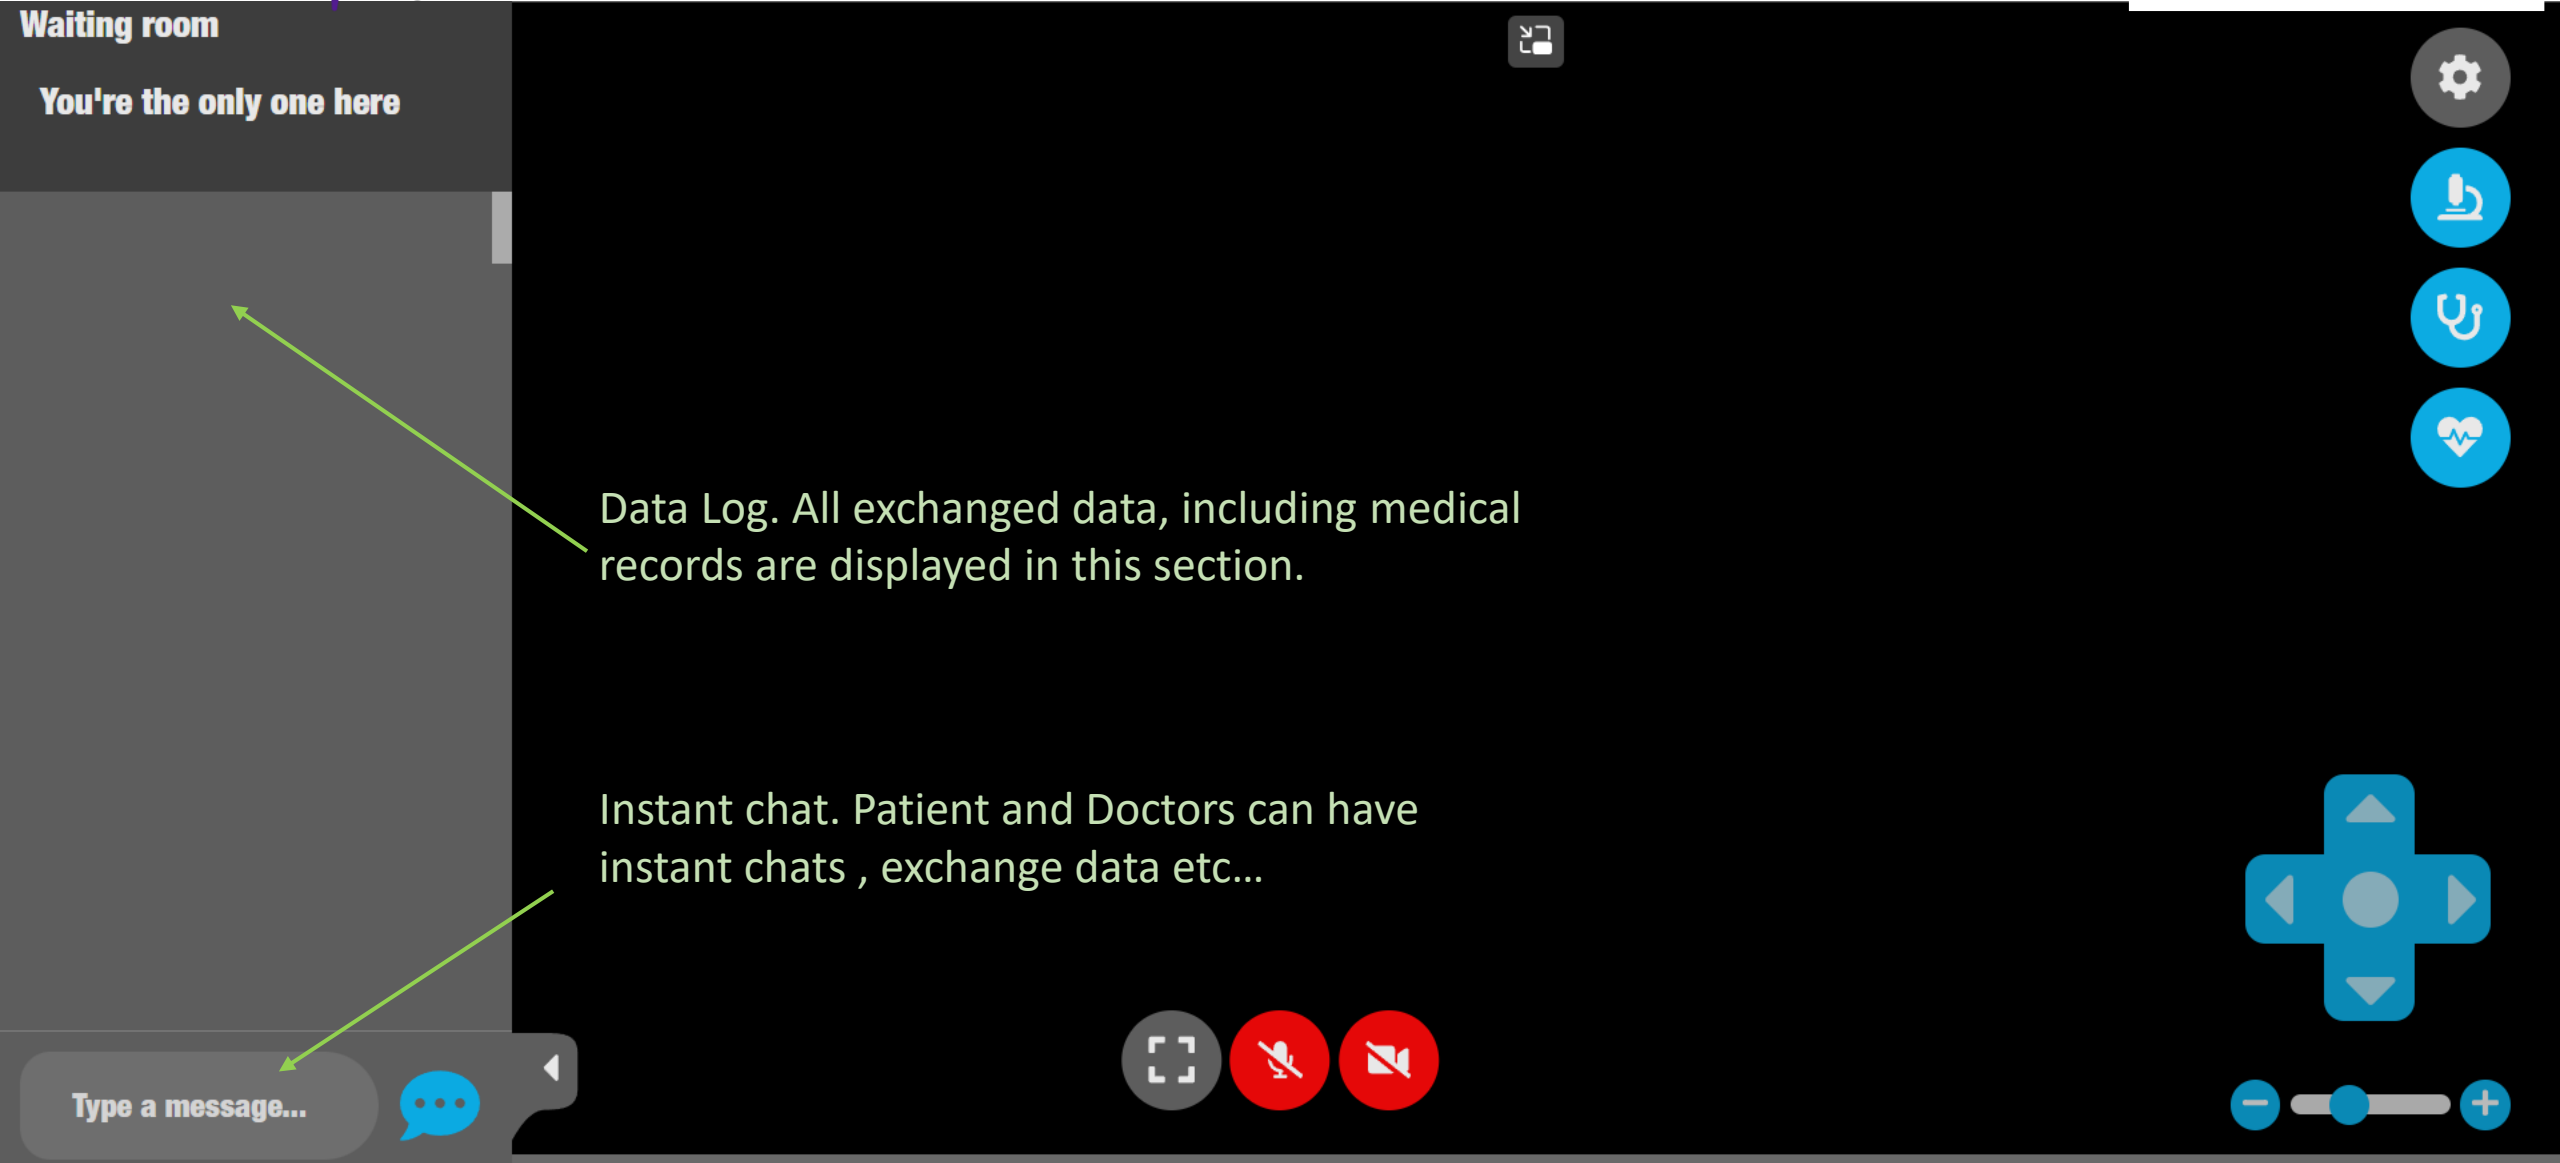 Waiting room
You're the only one here
Data Log. All exchanged data, including medical
records are displayed in this section.
Instant chat. Patient and Doctors can have
instant chats , exchange data etc...
Type a message...